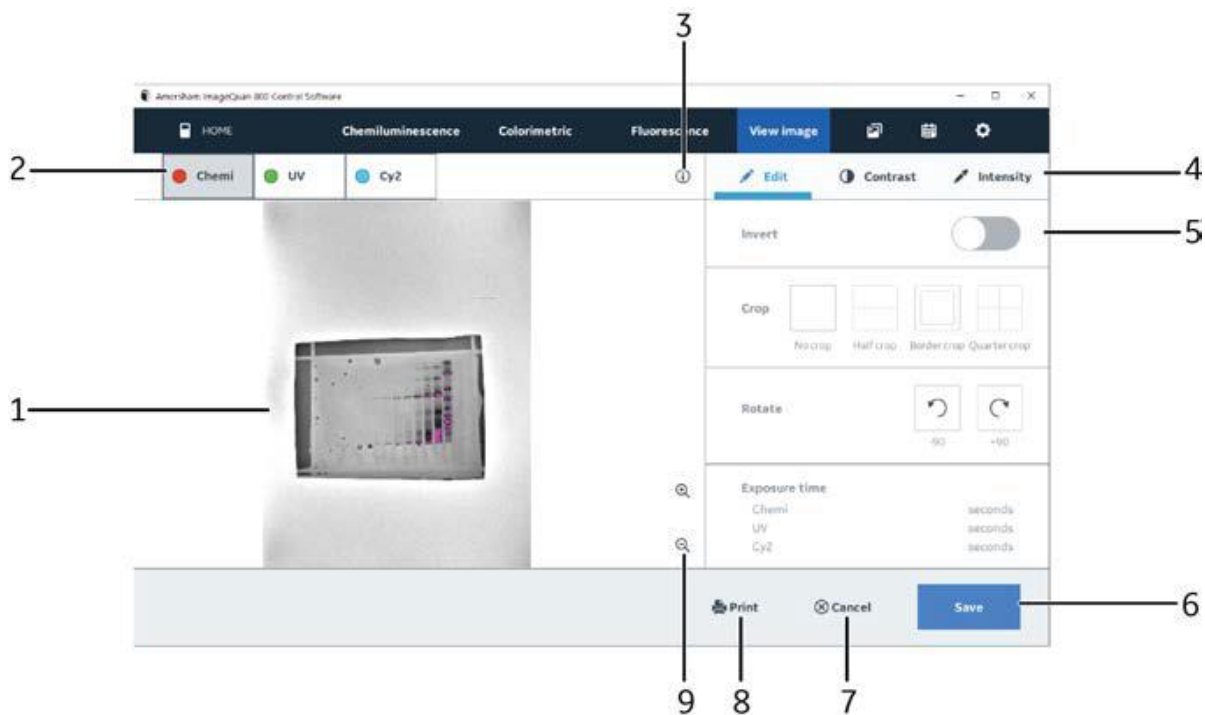 3
Amersham ImageQuan 800 Control Software
HOME Chemiluminescence Colorimetric Fluorescence View image
2 Chemi UV Cy2 Edit Contrast Intensity 4
Invert 5
Crop
No crop Half crop Border crop Quarter crop
1
Rotate
-90 +90
Exposure time
Chemi seconds
UV seconds
Cy2 seconds
Print Cancel Save 6
9 8 7